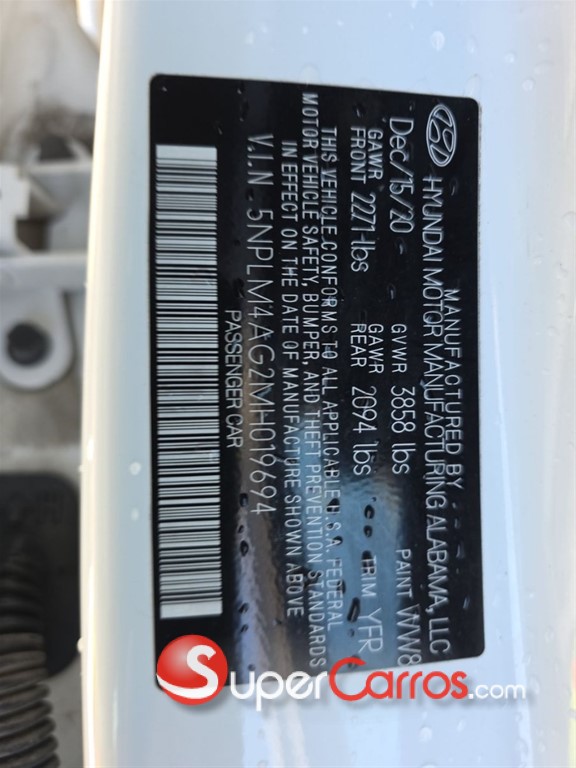 MANUFACTURED BY
HYUNDAI MOTOR MANUFACTURING ALABAMA, LLC
Dec/15/20 GVWR 3858 lbs PAINT WW8
GAWR FRONT 2271 lbs GAWR REAR 2094 lbs TRIM YFR
THIS VEHICLE CONFORMS TO ALL APPLICABLE U.S.A. FEDERAL
MOTOR VEHICLE SAFETY, BUMPER, AND THEFT PREVENTION STANDARDS
IN EFFECT ON THE DATE OF MANUFACTURE SHOWN ABOVE
V.I.N 5NPLM4AG2MH019694
PASSENGER CAR
SUPERCARROS.com